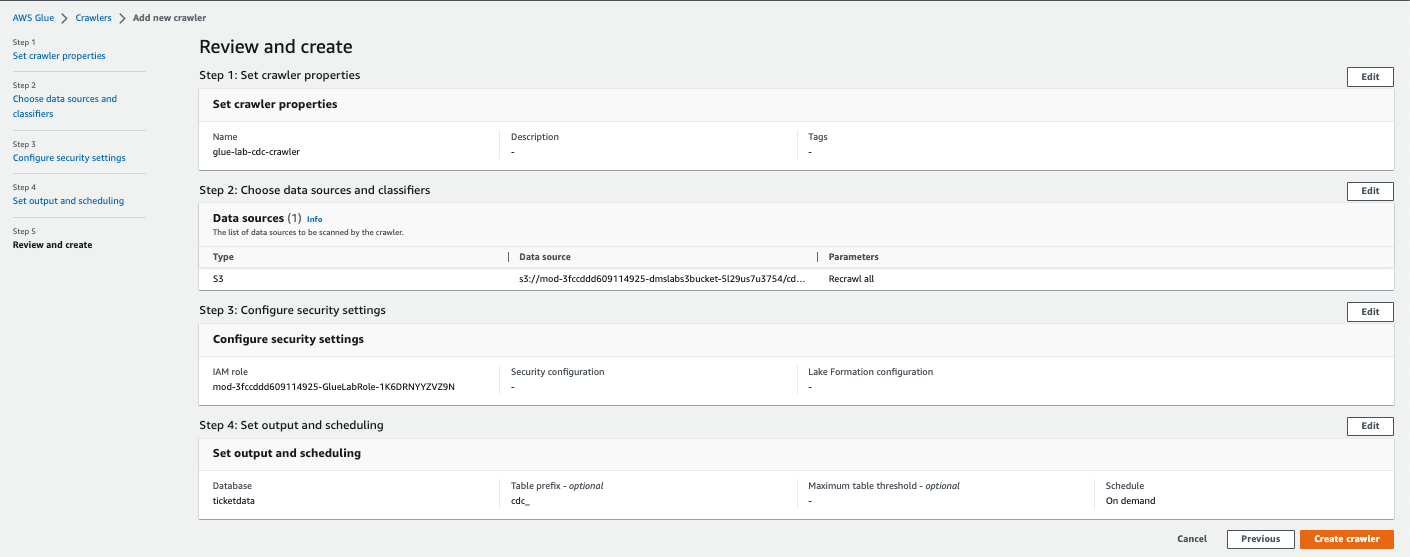 AWS Glue > Crawlers > Add new crawler
Step 1
Set crawler properties
Step 2
Choose data sources and
classifiers
Step 3
Configure security settings
Step 4
Set output and scheduling
Step 5
Review and create
Review and create
Step 1: Set crawler properties
Edit
Set crawler properties
Name
glue-lab-cdc-crawler
Description
-
Tags
-
Step 2: Choose data sources and classifiers
Edit
Data sources (1) Info
The list of data sources to be scanned by the crawler.
Type
Data source
Parameters
S3
s3://mod-3fccddd609114925-dmslabs3bucket-5l29us7u3754/cd...
Recrawl all
Step 3: Configure security settings
Edit
Configure security settings
IAM role
mod-3fccddd609114925-GlueLabRole-1K6DRNYYZVZ9N
Security configuration
-
Lake Formation configuration
-
Step 4: Set output and scheduling
Edit
Set output and scheduling
Database
ticketdata
Table prefix - optional
cdc_
Maximum table threshold - optional
-
Schedule
On demand
Cancel
Previous
Create crawler